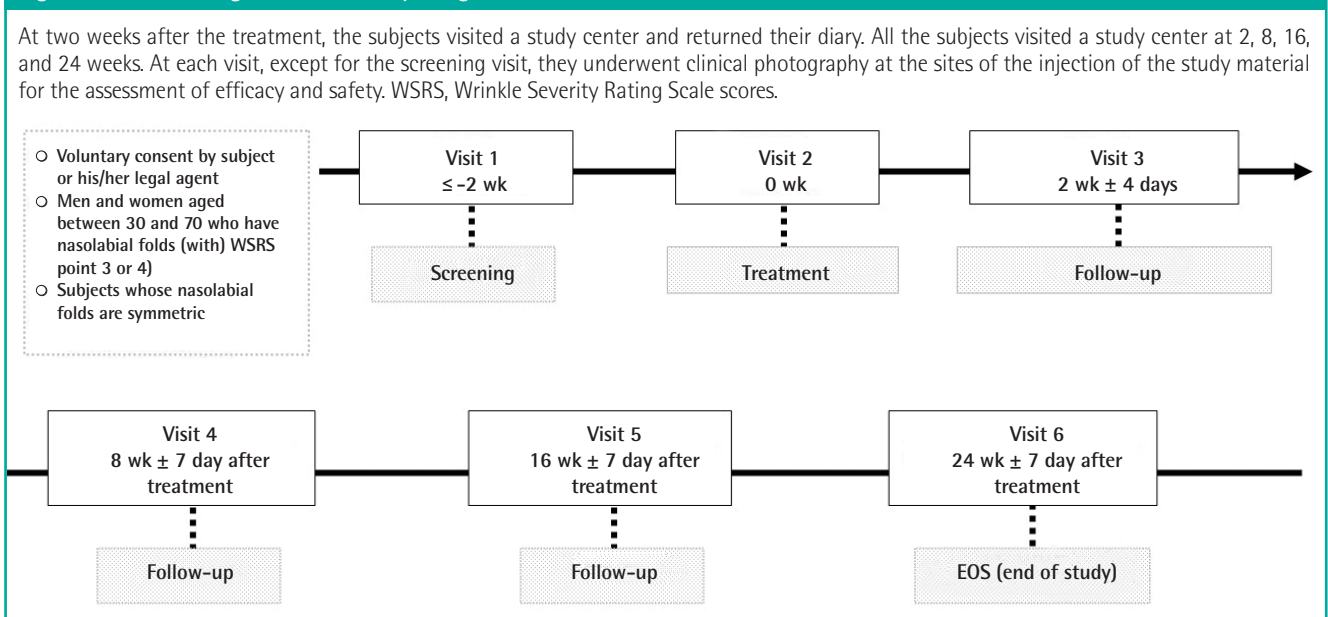 At two weeks after the treatment, the subjects visited a study center and returned their diary. All the subjects visited a study center at 2, 8, 16,
and 24 weeks. At each visit, except for the screening visit, they underwent clinical photography at the sites of the injection of the study material
for the assessment of efficacy and safety. WSRS, Wrinkle Severity Rating Scale scores.
○ Voluntary consent by subject
or his/her legal agent
○ Men and women aged
between 30 and 70 who have
nasolabial folds (with) WSRS
point 3 or 4)
○ Subjects whose nasolabial
folds are symmetric
Visit 1
≤ -2 wk
Screening
Visit 2
0 wk
Treatment
Visit 3
2 wk ± 4 days
Follow-up
Visit 4
8 wk ± 7 day after
treatment
Follow-up
Visit 5
16 wk ± 7 day after
treatment
Follow-up
Visit 6
24 wk ± 7 day after
treatment
EOS (end of study)